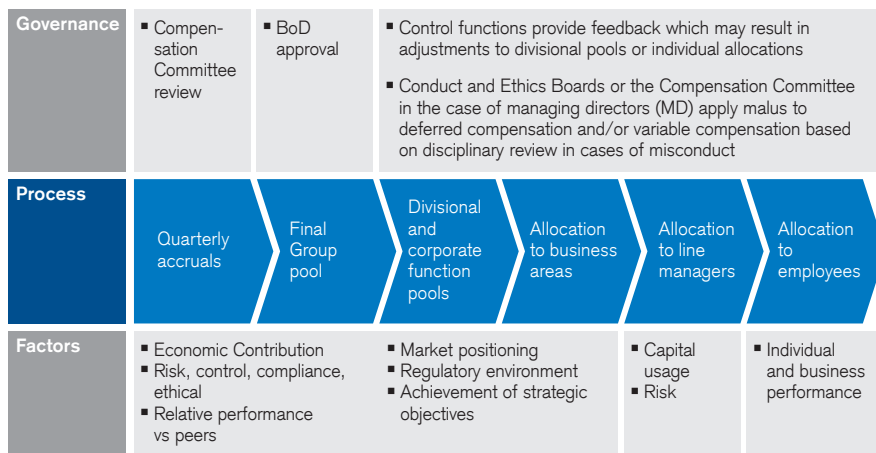 Governance
▪ Compen-
sation
Committee
review
▪ BoD
approval
▪ Control functions provide feedback which may result in
adjustments to divisional pools or individual allocations
▪ Conduct and Ethics Boards or the Compensation Committee
in the case of managing directors (MD) apply malus to
deferred compensation and/or variable compensation based
on disciplinary review in cases of misconduct
Process
Quarterly
accruals
Final
Group
pool
Divisional
and
corporate
function
pools
Allocation
to business
areas
Allocation
to line
managers
Allocation
to
employees
Factors
▪ Economic Contribution
▪ Risk, control, compliance,
ethical
▪ Relative performance
vs peers
▪ Market positioning
▪ Regulatory environment
▪ Achievement of strategic
objectives
▪ Capital
usage
▪ Risk
▪ Individual
and business
performance